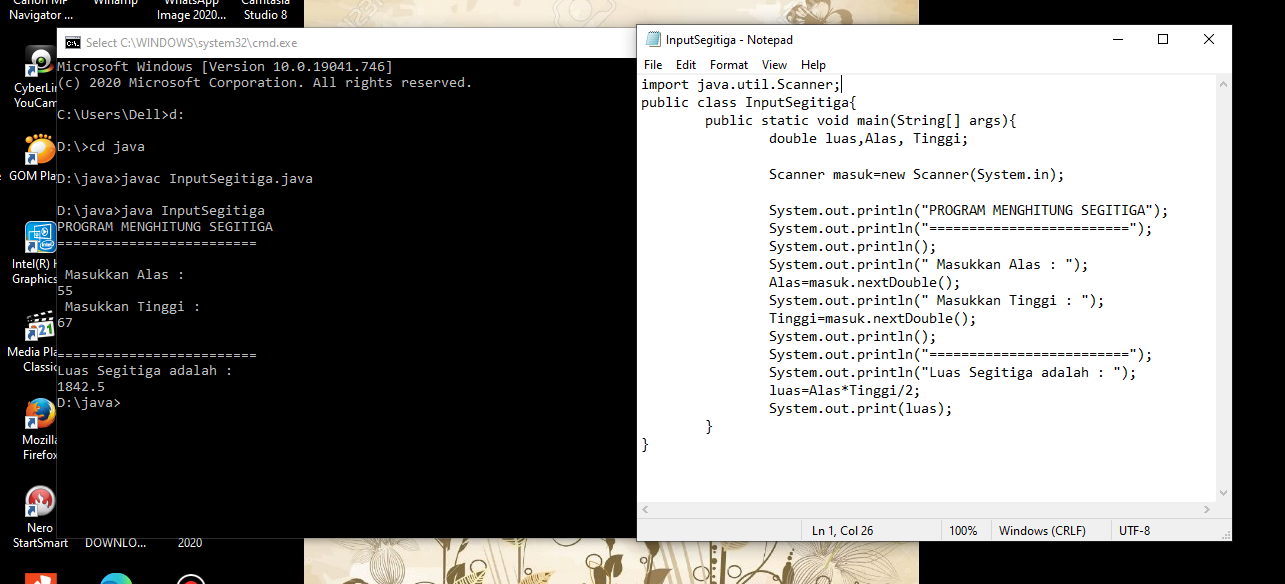 Canon MP
Navigator ...
Winamp
WhatsApp
Image 2020...
Camtasia
Studio 8
CyberLin
YouCam
GOM Pla
Intel(R) H
Graphics
Media Pla
Classic
Mozilla
Firefox
Nero
StartSmart
DOWNLO...
2020
Select C:\WINDOWS\system32\cmd.exe
Microsoft Windows [Version 10.0.19041.746]
(c) 2020 Microsoft Corporation. All rights reserved.
C:\Users\Dell>d:
D:\>cd java
D:\java>javac InputSegitiga.java
D:\java>java InputSegitiga
PROGRAM MENGHITUNG SEGITIGA
=========================
Masukkan Alas :
55
Masukkan Tinggi :
67
=========================
Luas Segitiga adalah :
1842.5
D:\java>
InputSegitiga - Notepad
File Edit Format View Help
import java.util.Scanner;
public class InputSegitiga{
public static void main(String[] args){
double luas,Alas, Tinggi;
Scanner masuk=new Scanner(System.in);
System.out.println("PROGRAM MENGHITUNG SEGITIGA");
System.out.println("=========================");
System.out.println();
System.out.println(" Masukkan Alas : ");
Alas=masuk.nextDouble();
System.out.println(" Masukkan Tinggi : ");
Tinggi=masuk.nextDouble();
System.out.println();
System.out.println("=========================");
System.out.println("Luas Segitiga adalah : ");
luas=Alas*Tinggi/2;
System.out.print(luas);
}
}
Ln 1, Col 26 100% Windows (CRLF) UTF-8